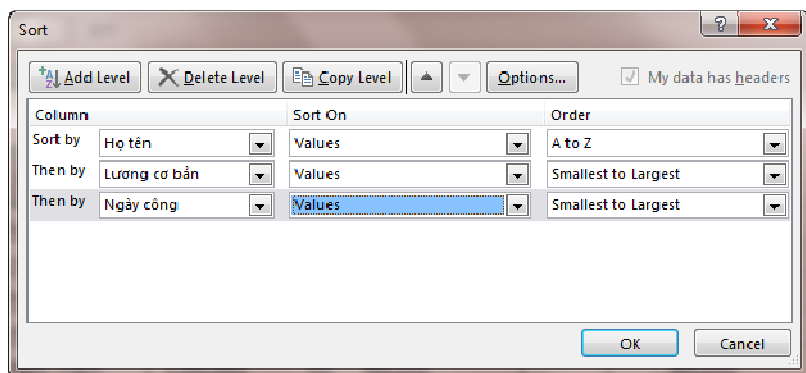 Sort
?
Add Level Delete Level Copy Level Options... My data has headers
Column Sort On Order
Sort by Họ tên Values A to Z
Then by Lương cơ bản Values Smallest to Largest
Then by Ngày công Values Smallest to Largest
OK Cancel